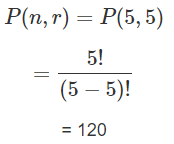 P(n, r) = P(5, 5)
= 5! / (5 − 5)!
= 120